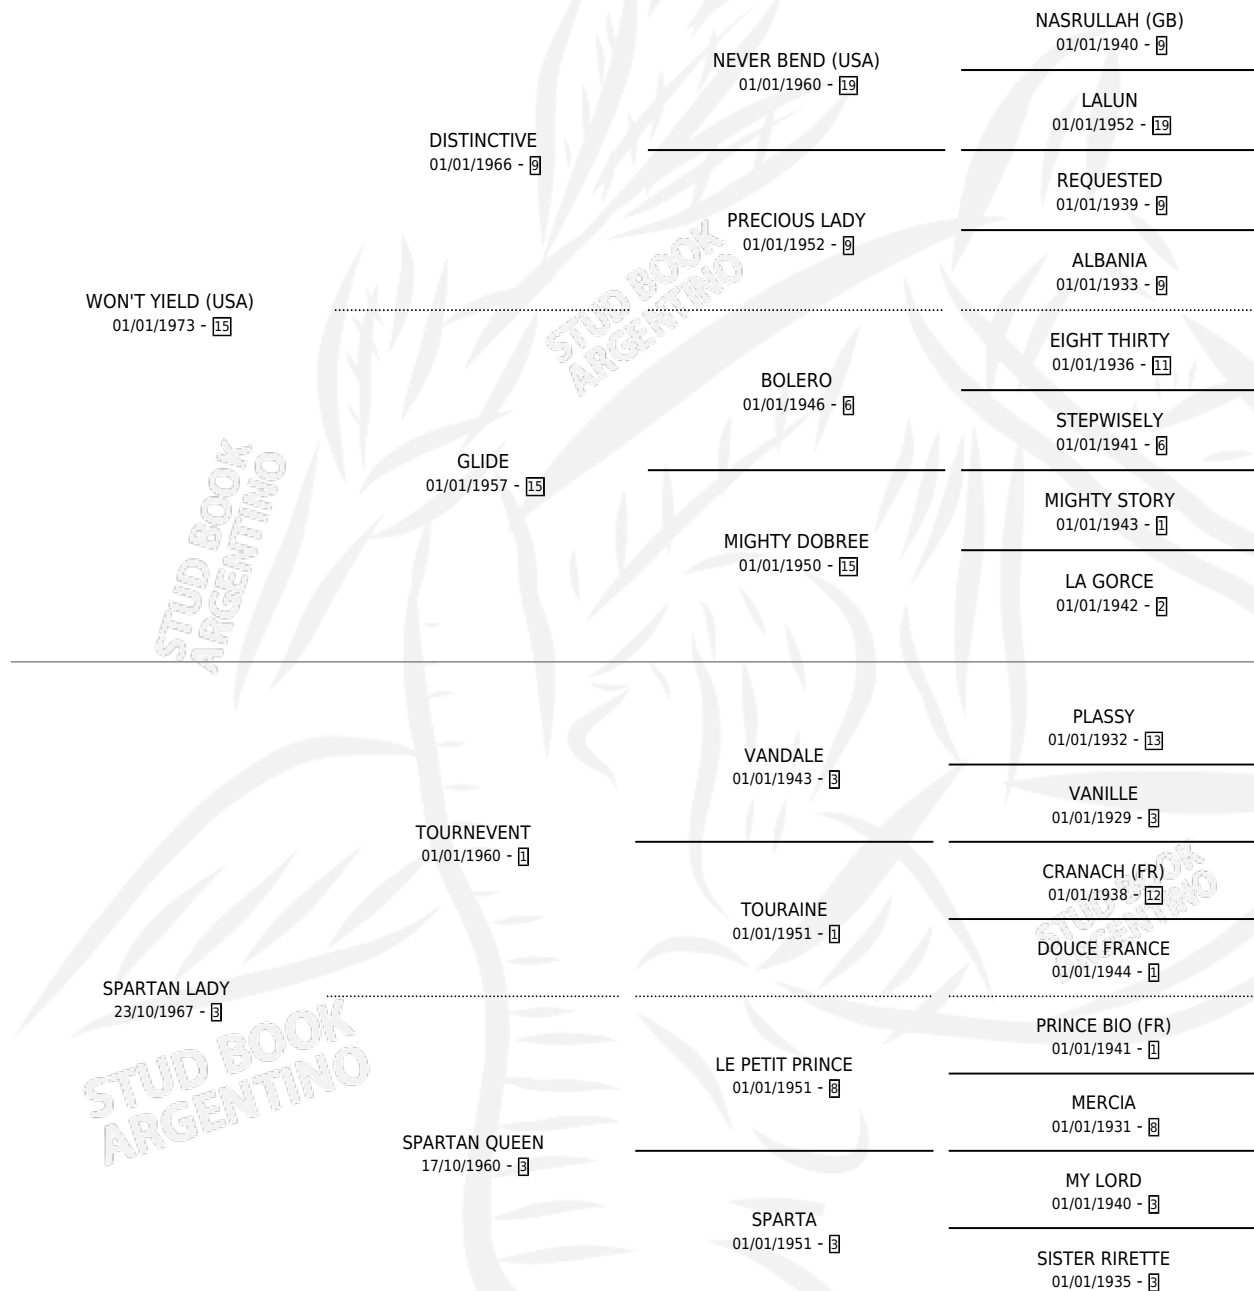 NASRULLAH (GB)
01/01/1940 - 9
NEVER BEND (USA)
01/01/1960 - 19
LALUN
01/01/1952 - 19
DISTINCTIVE
01/01/1966 - 9
REQUESTED
01/01/1939 - 9
PRECIOUS LADY
01/01/1952 - 9
ALBANIA
01/01/1933 - 9
WON'T YIELD (USA)
01/01/1973 - 15
EIGHT THIRTY
01/01/1936 - 11
BOLERO
01/01/1946 - 6
STEPWISELY
01/01/1941 - 6
GLIDE
01/01/1957 - 15
MIGHTY STORY
01/01/1943 - 1
MIGHTY DOBREE
01/01/1950 - 15
LA GORCE
01/01/1942 - 2
PLASSY
01/01/1932 - 13
VANDALE
01/01/1943 - 3
VANILLE
01/01/1929 - 3
TOURNEVENT
01/01/1960 - 1
CRANACH (FR)
01/01/1938 - 12
TOURAINE
01/01/1951 - 1
DOUCE FRANCE
01/01/1944 - 1
SPARTAN LADY
23/10/1967 - 3
PRINCE BIO (FR)
01/01/1941 - 1
LE PETIT PRINCE
01/01/1951 - 8
MERCIA
01/01/1931 - 8
SPARTAN QUEEN
17/10/1960 - 3
MY LORD
01/01/1940 - 3
SPARTA
01/01/1951 - 3
SISTER RIRETTE
01/01/1935 - 3
STUD BOOK
ARGENTINO
STUD BOOK
ARGENTINO
STUD BOOK
ARGENTINO
STUD BOOK
ARGENTINO